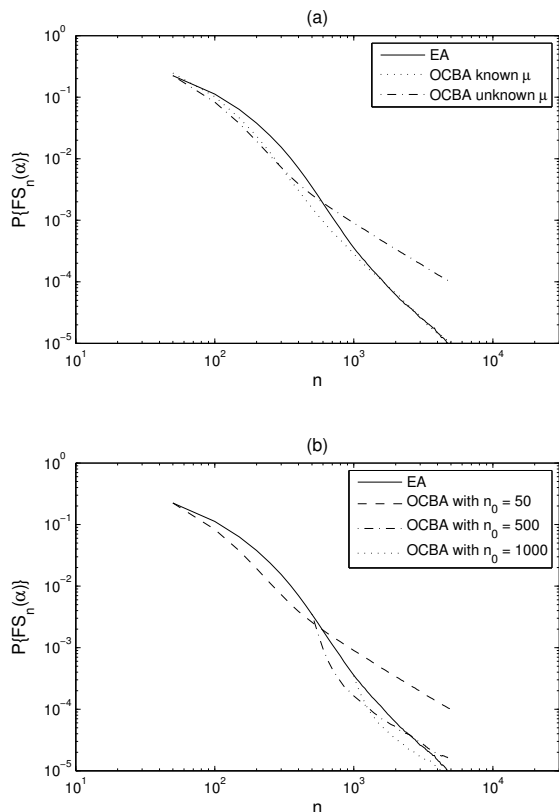 (a)
10^0
10^-1
10^-2
10^-3
10^-4
10^-5
P{FS_n(α)}
EA
OCBA known μ
OCBA unknown μ
10^1
10^2
10^3
10^4
n
(b)
10^0
10^-1
10^-2
10^-3
10^-4
10^-5
P{FS_n(α)}
EA
OCBA with n_0 = 50
OCBA with n_0 = 500
OCBA with n_0 = 1000
10^1
10^2
10^3
10^4
n